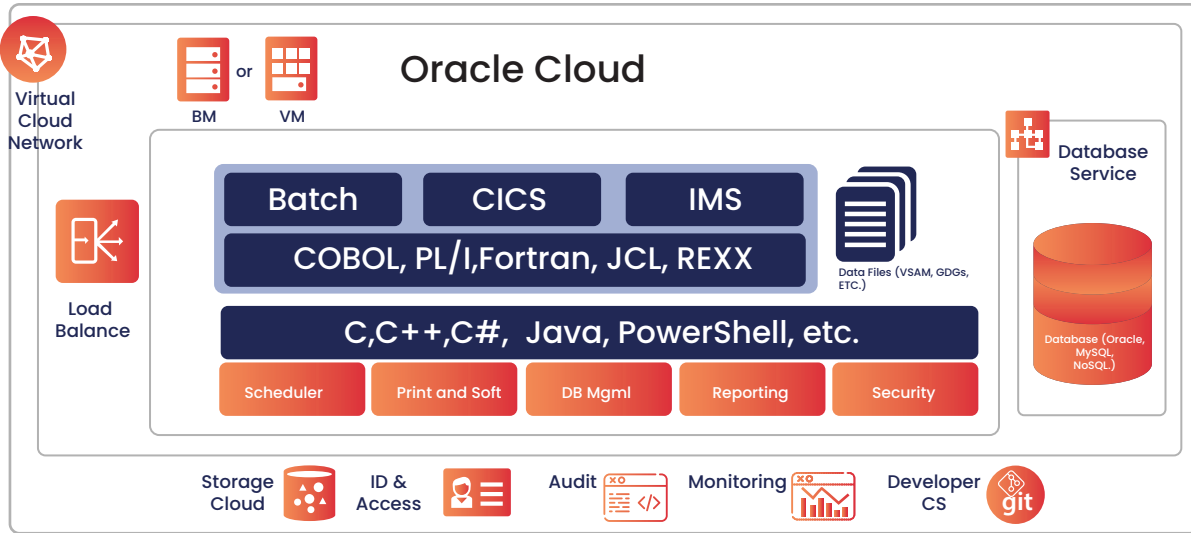 Oracle Cloud
Virtual
Cloud
Network
or
BM
VM
Load
Balance
Batch
CICS
IMS
COBOL, PL/I,Fortran, JCL, REXX
Data Files (VSAM, GDGs,
ETC.)
C,C++,C#, Java, PowerShell, etc.
Scheduler
Print and Soft
DB Mgml
Reporting
Security
Database
Service
Database (Oracle,
MySQL,
NoSQL.)
Storage
Cloud
ID &
Access
Audit
Monitoring
Developer
CS
git